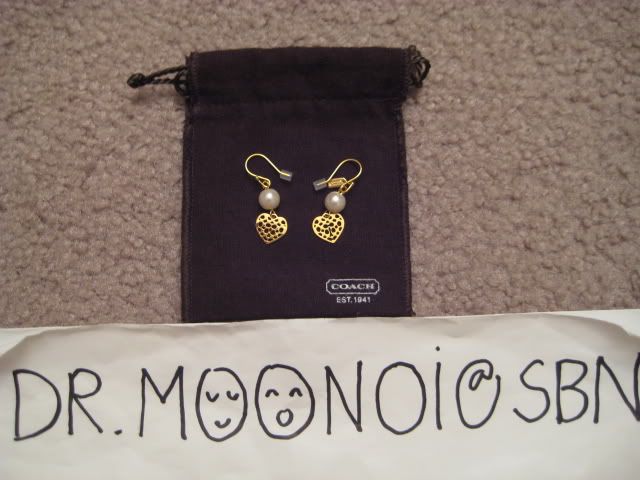 COACH
EST. 1941
DR. MOONOI@SBN